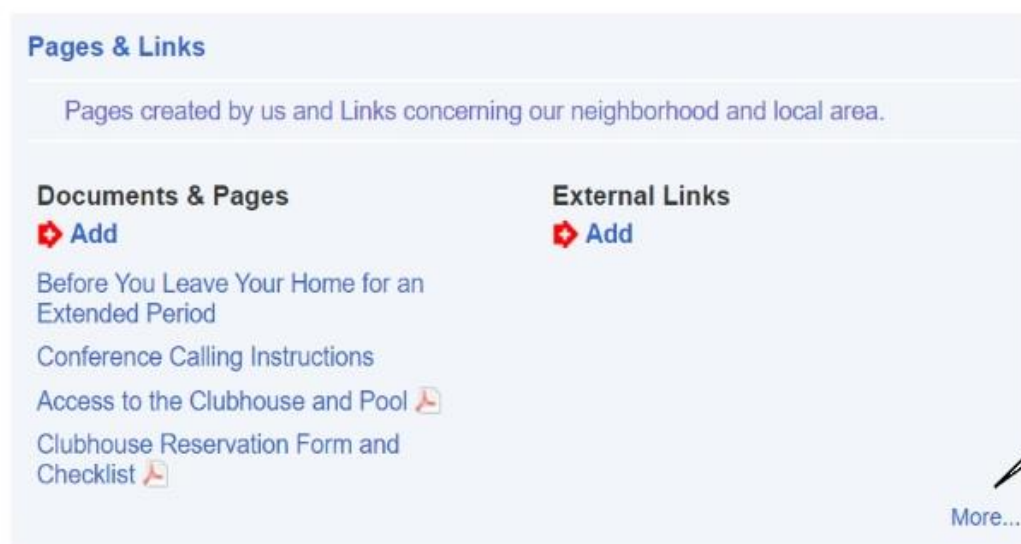 Pages & Links
Pages created by us and Links concerning our neighborhood and local area.
Documents & Pages
Add
Before You Leave Your Home for an
Extended Period
Conference Calling Instructions
Access to the Clubhouse and Pool
Clubhouse Reservation Form and
Checklist
External Links
Add
More...